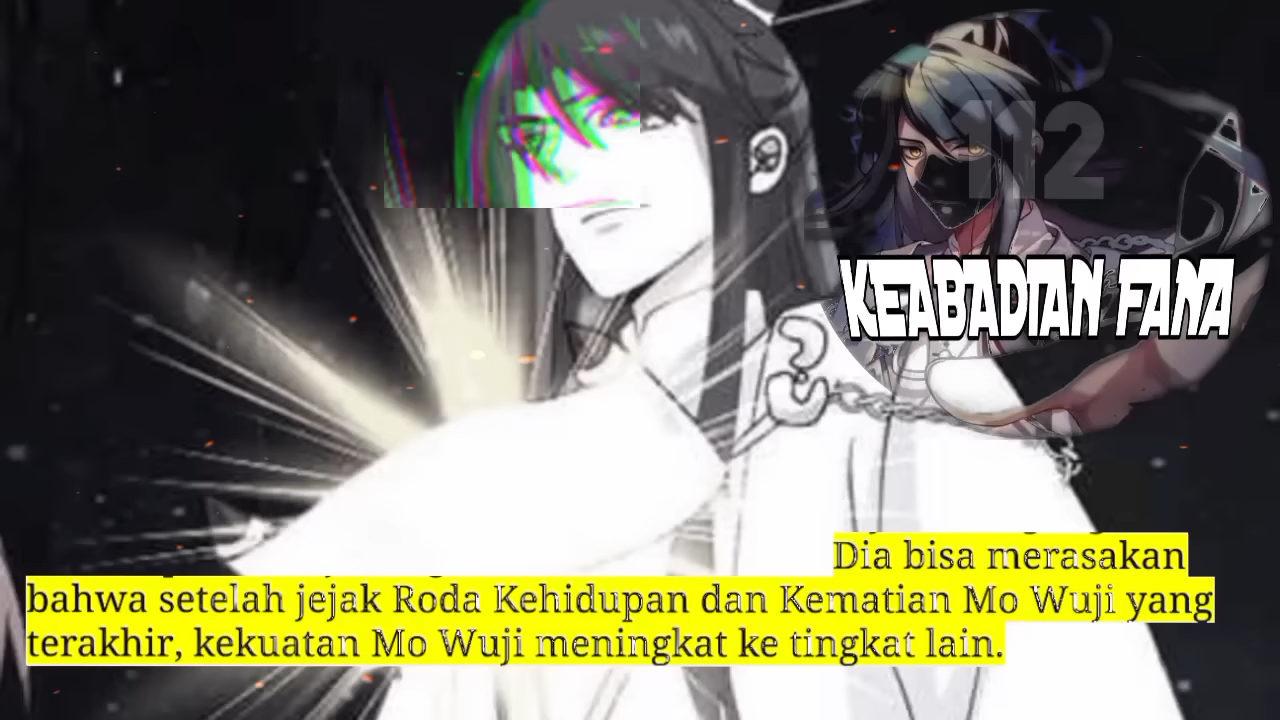 112
KEABADIAN FANA
Dia bisa merasakan
bahwa setelah jejak Roda Kehidupan dan Kematian Mo Wuji yang
terakhir, kekuatan Mo Wuji meningkat ke tingkat lain.